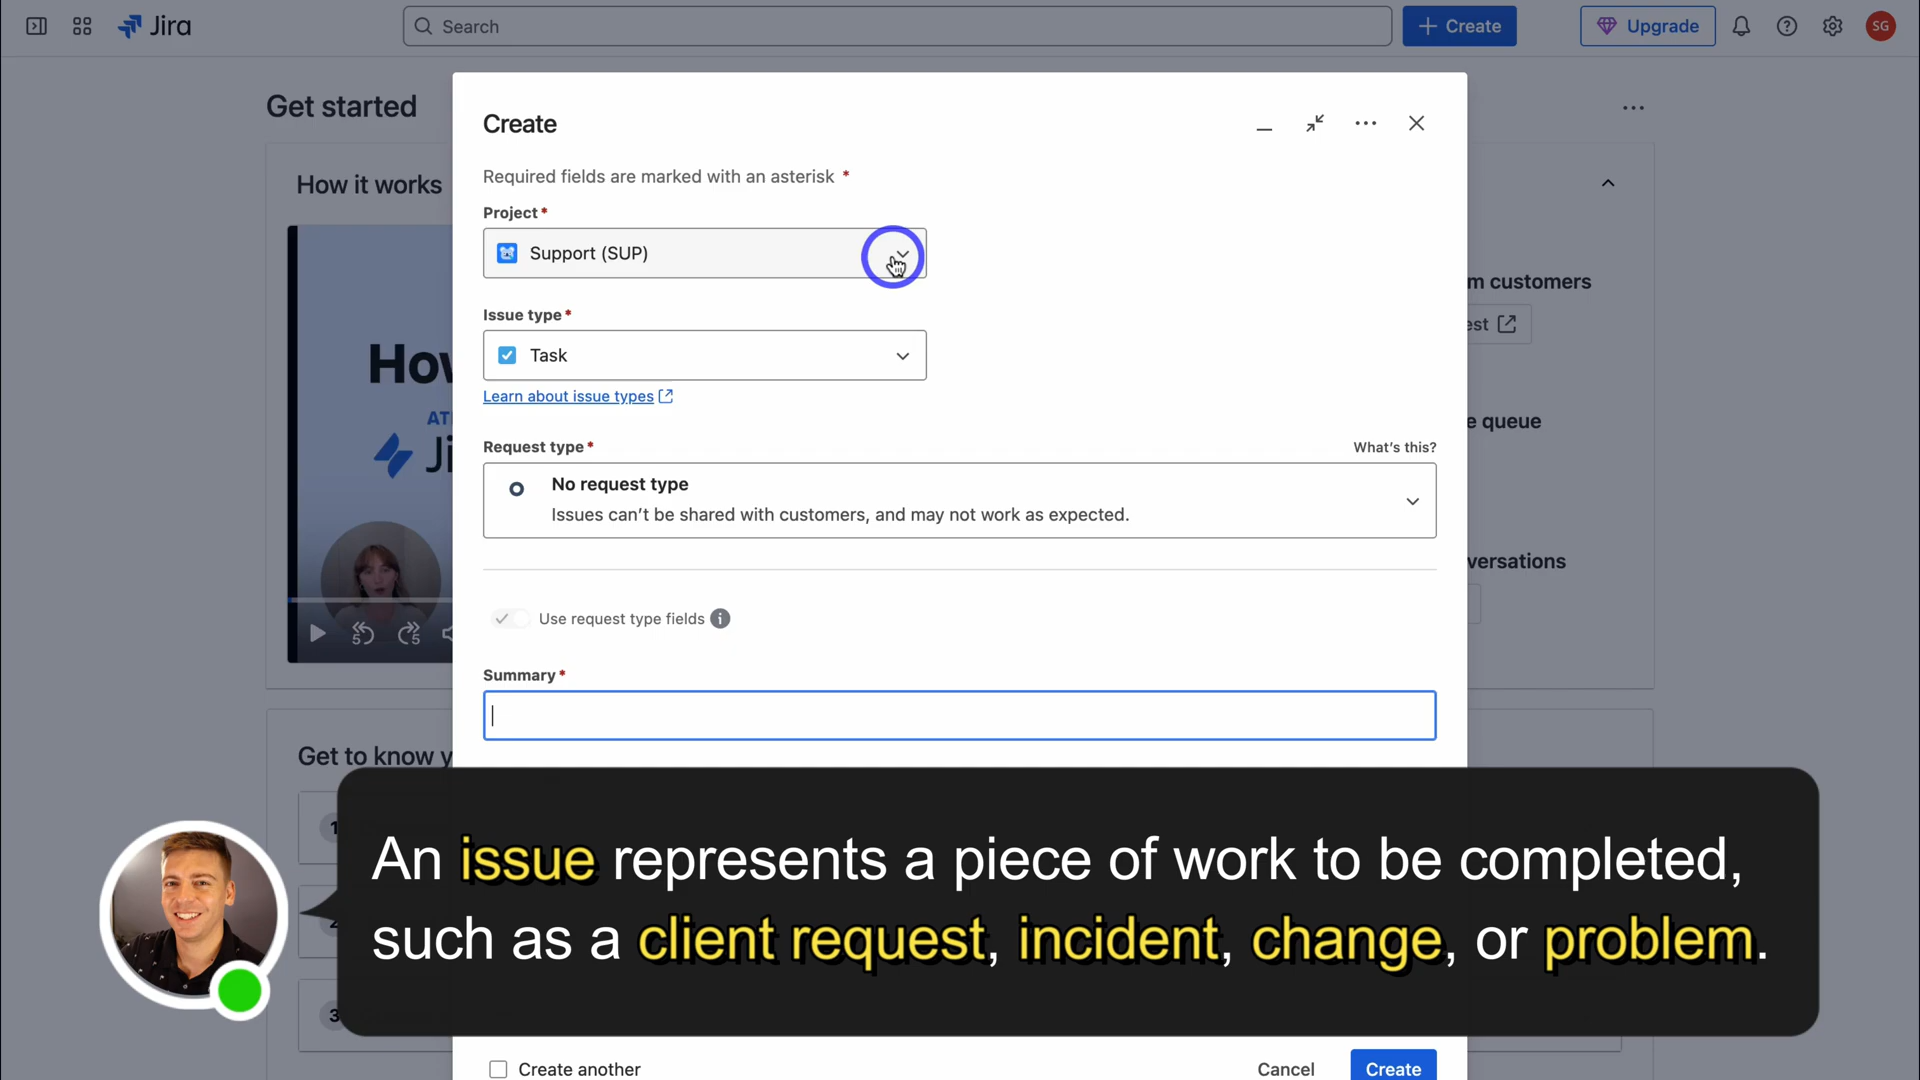 Jira
Search
Create
Upgrade
SG
Get started
Create
Required fields are marked with an asterisk *
How it works
Project *
Support (SUP)
m customers
Issue type *
est
Task
Learn about issue types
Request type *
What's this?
No request type
Issues can't be shared with customers, and may not work as expected.
e queue
versations
Use request type fields
5
5
Summary *
Get to know y
1
An issue represents a piece of work to be completed,
such as a client request, incident, change, or problem.
3
Create another
Cancel
Create